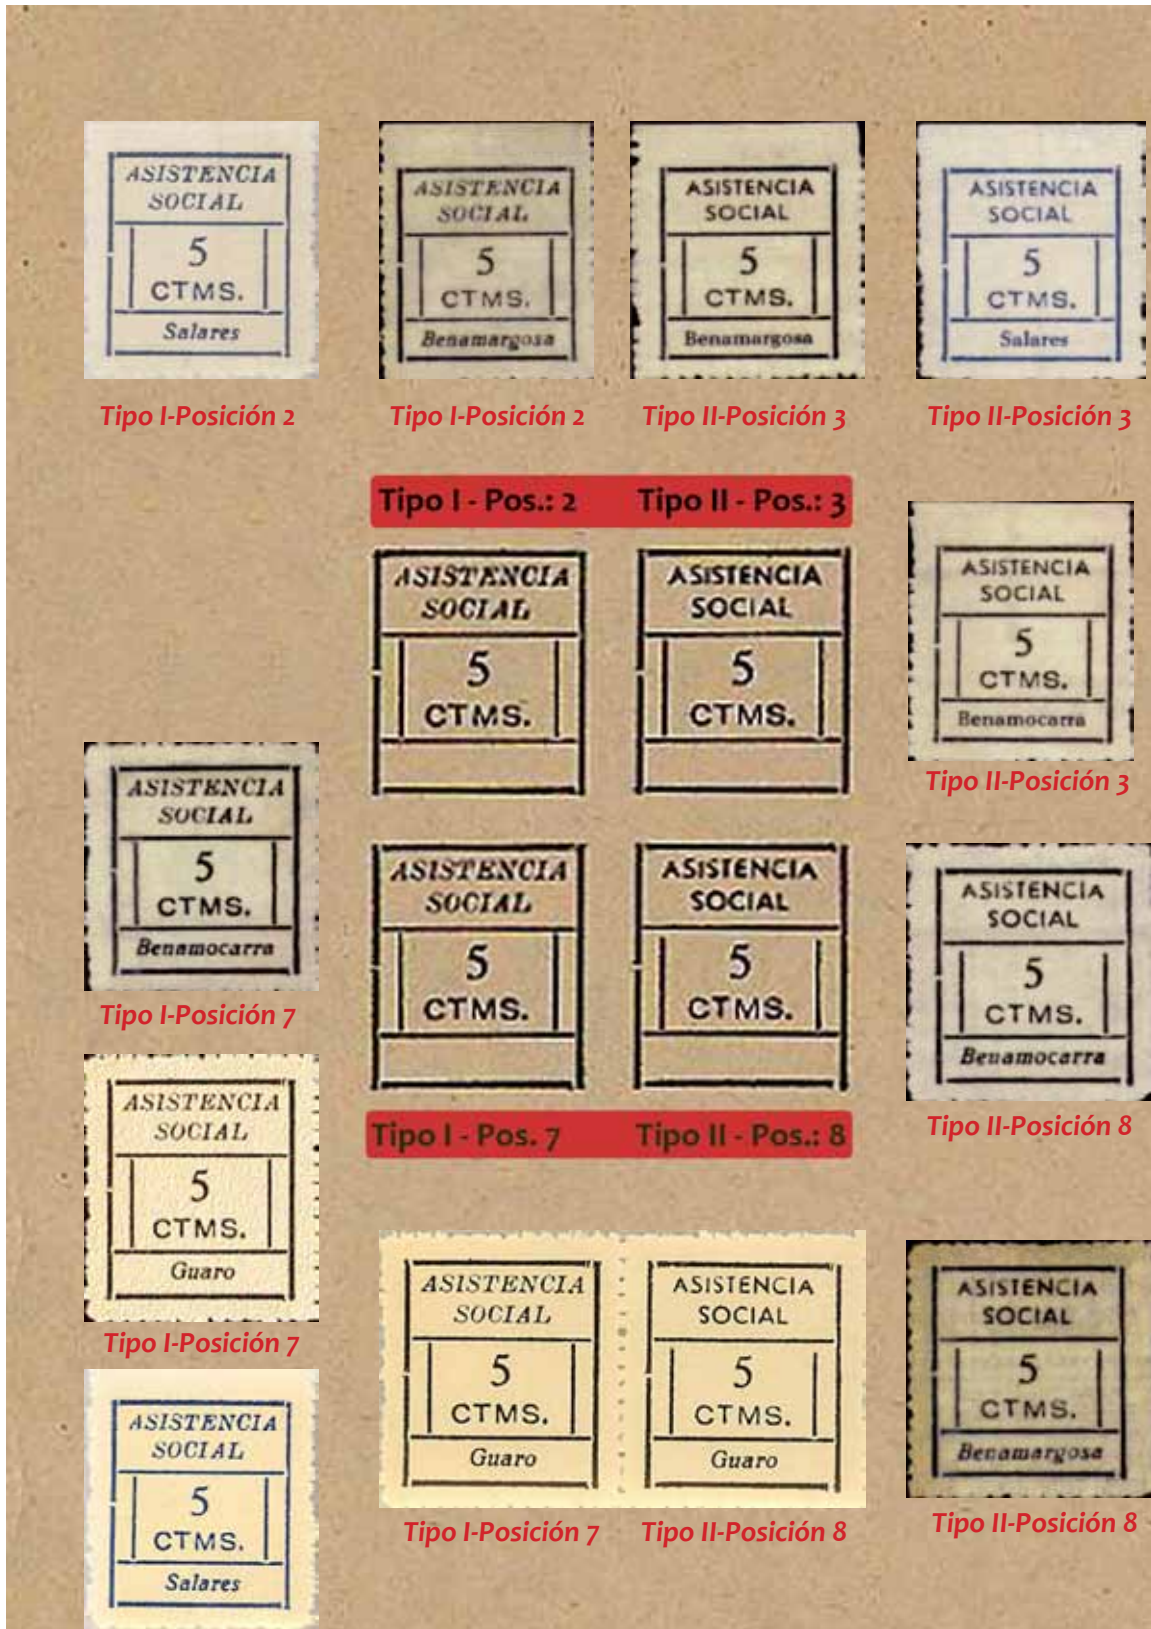 ASISTENCIA
SOCIAL
5
CTMS.
Salares
Tipo I-Posición 2
ASISTENCIA
SOCIAL
5
CTMS.
Benamargosa
Tipo I-Posición 2
ASISTENCIA
SOCIAL
5
CTMS.
Benamargosa
Tipo II-Posición 3
ASISTENCIA
SOCIAL
5
CTMS.
Salares
Tipo II-Posición 3
Tipo I - Pos.: 2
Tipo II - Pos.: 3
ASISTENCIA
SOCIAL
5
CTMS.
ASISTENCIA
SOCIAL
5
CTMS.
ASISTENCIA
SOCIAL
5
CTMS.
Benamocarra
Tipo II-Posición 3
ASISTENCIA
SOCIAL
5
CTMS.
Benamocarra
Tipo I-Posición 7
ASISTENCIA
SOCIAL
5
CTMS.
ASISTENCIA
SOCIAL
5
CTMS.
Tipo I - Pos. 7
Tipo II - Pos.: 8
ASISTENCIA
SOCIAL
5
CTMS.
Benamocarra
Tipo II-Posición 8
ASISTENCIA
SOCIAL
5
CTMS.
Guaro
Tipo I-Posición 7
ASISTENCIA
SOCIAL
5
CTMS.
Guaro
Tipo I-Posición 7
ASISTENCIA
SOCIAL
5
CTMS.
Guaro
Tipo II-Posición 8
ASISTENCIA
SOCIAL
5
CTMS.
Benamargosa
Tipo II-Posición 8
ASISTENCIA
SOCIAL
5
CTMS.
Salares